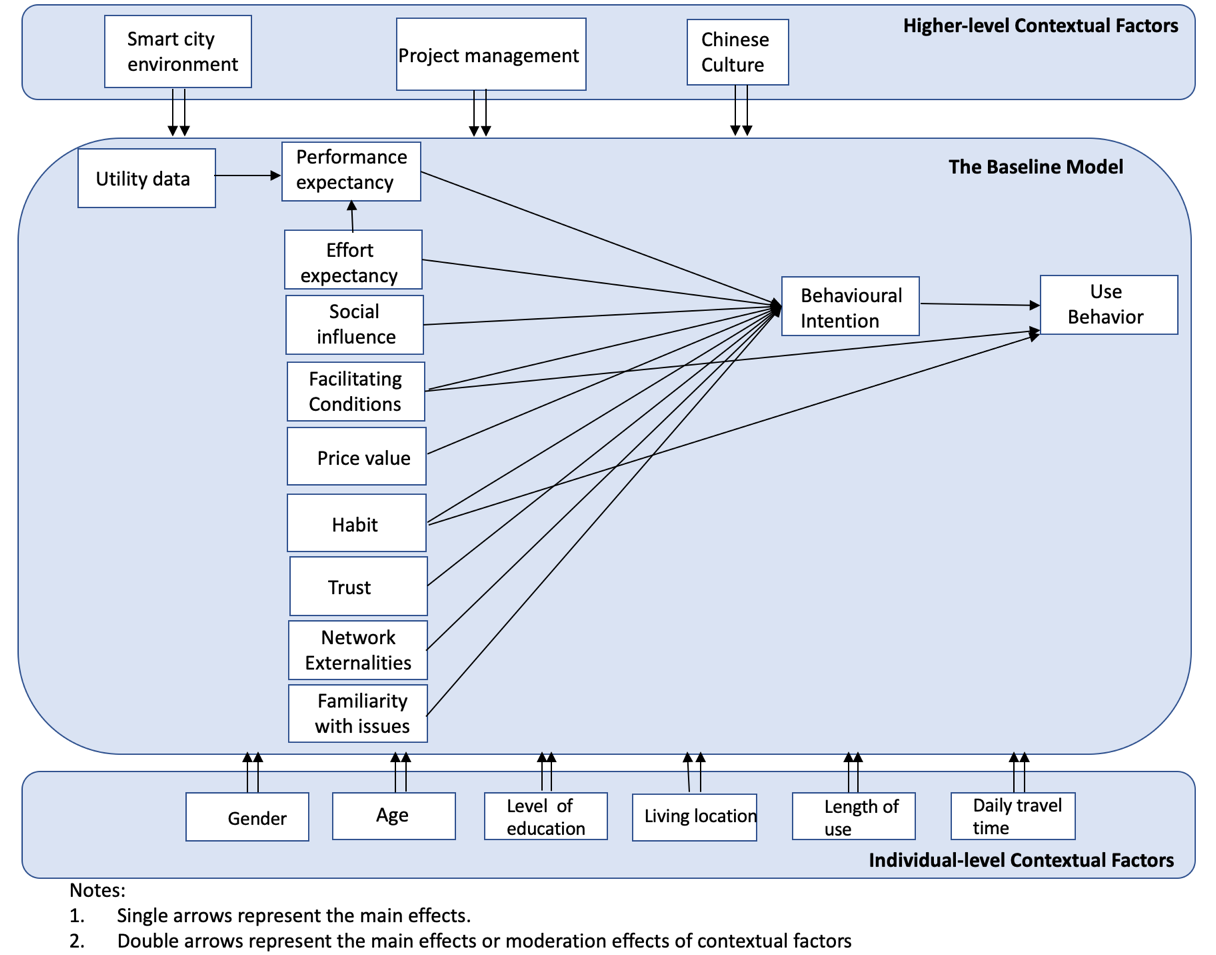 Higher-level Contextual Factors
Smart city
environment
Project management
Chinese
Culture
The Baseline Model
Utility data
Performance
expectancy
Effort
expectancy
Social
influence
Facilitating
Conditions
Price value
Habit
Trust
Network
Externalities
Familiarity
with issues
Behavioural
Intention
Use
Behavior
Gender
Age
Level of
education
Living location
Length of
use
Daily travel
time
Individual-level Contextual Factors
Notes:
1. Single arrows represent the main effects.
2. Double arrows represent the main effects or moderation effects of contextual factors